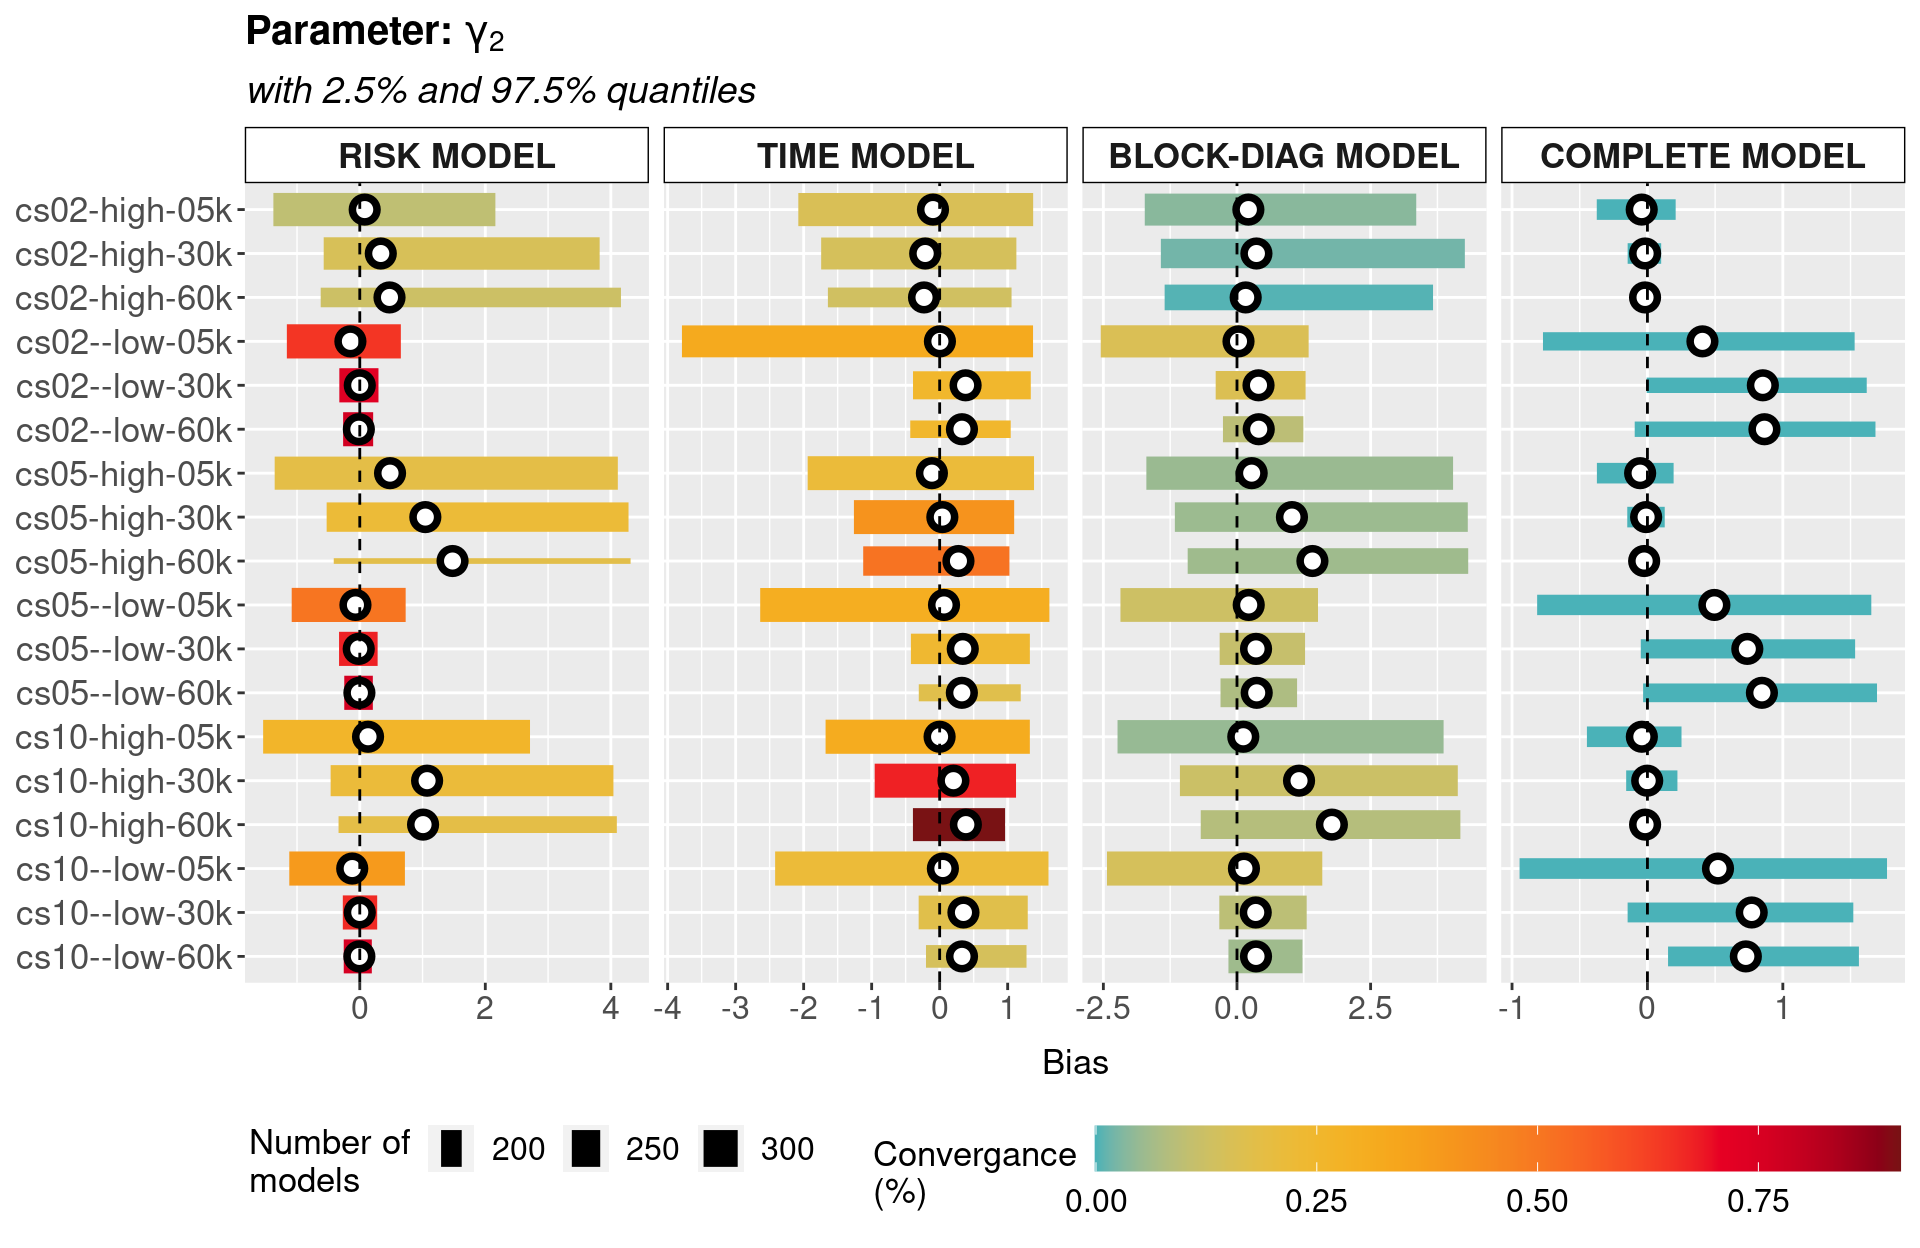 Parameter: γ2
with 2.5% and 97.5% quantiles
RISK MODEL
TIME MODEL
BLOCK-DIAG MODEL
COMPLETE MODEL
cs02-high-05k
cs02-high-30k
cs02-high-60k
cs02--low-05k
cs02--low-30k
cs02--low-60k
cs05-high-05k
cs05-high-30k
cs05-high-60k
cs05--low-05k
cs05--low-30k
cs05--low-60k
cs10-high-05k
cs10-high-30k
cs10-high-60k
cs10--low-05k
cs10--low-30k
cs10--low-60k
0 2 4
-4 -3 -2 -1 0 1
-2.5 0.0 2.5
-1 0 1
Bias
Number of
models
200 250 300
Convergance
(%)
0.00 0.25 0.50 0.75